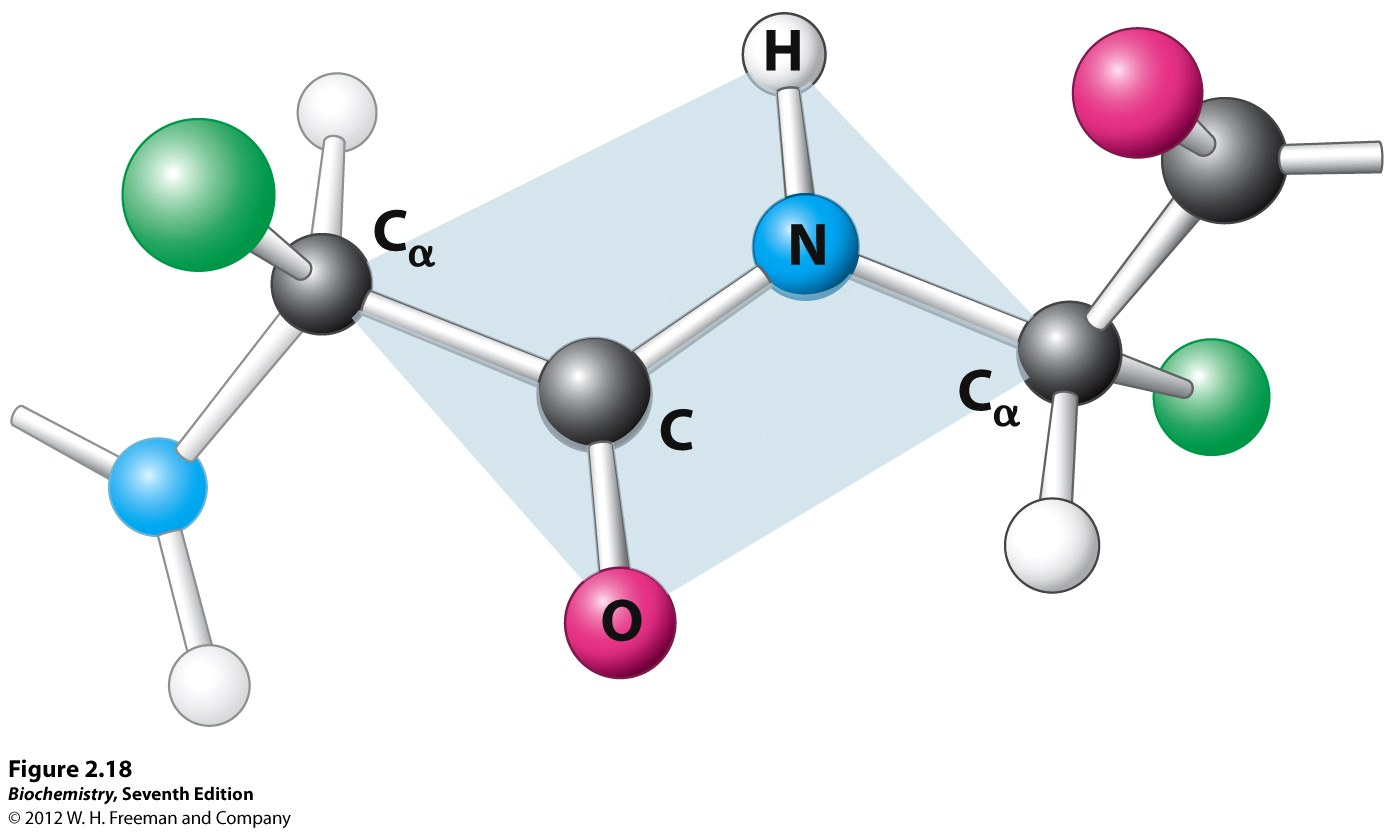 H
Cα
N
Cα
C
O
Figure 2.18
Biochemistry, Seventh Edition
© 2012 W. H. Freeman and Company